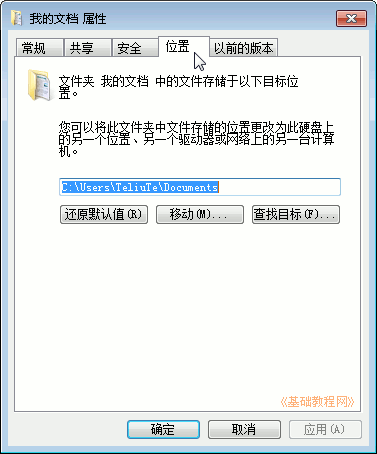 我的文档 属性
常规 共享 安全 位置 以前的版本
文件夹 我的文档 中的文件存储于以下目标位
置。
您可以将此文件夹中文件存储的位置更改为此硬盘上
的另一个位置、另一个驱动器或网络上的另一台计算
机。
C:\Users\TeliuTe\Documents
还原默认值(R) 移动(M)... 查找目标(F)...
《基础教程网》
确定 取消 应用(A)